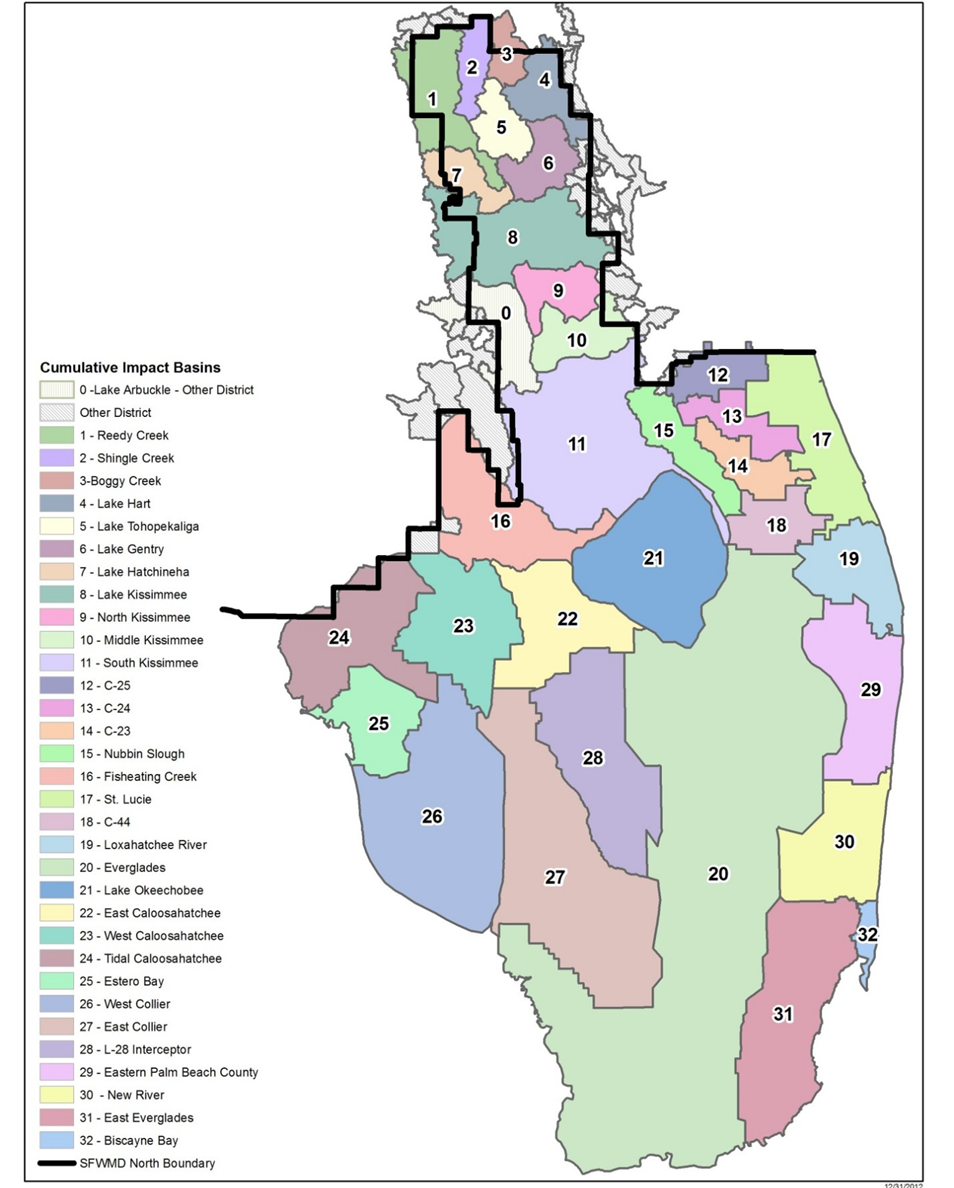 1
2
3
4
5
6
7
8
9
0
10
11
12
13
14
15
16
17
18
19
21
22
23
24
25
26
27
28
20
29
30
31
32
Cumulative Impact Basins
0 -Lake Arbuckle - Other District
Other District
1 - Reedy Creek
2 - Shingle Creek
3-Boggy Creek
4 - Lake Hart
5 - Lake Tohopekaliga
6 - Lake Gentry
7 - Lake Hatchineha
8 - Lake Kissimmee
9 - North Kissimmee
10 - Middle Kissimmee
11 - South Kissimmee
12 - C-25
13 - C-24
14 - C-23
15 - Nubbin Slough
16 - Fisheating Creek
17 - St. Lucie
18 - C-44
19 - Loxahatchee River
20 - Everglades
21 - Lake Okeechobee
22 - East Caloosahatchee
23 - West Caloosahatchee
24 - Tidal Caloosahatchee
25 - Estero Bay
26 - West Collier
27 - East Collier
28 - L-28 Interceptor
29 - Eastern Palm Beach County
30 - New River
31 - East Everglades
32 - Biscayne Bay
SFWMD North Boundary
12/31/2012